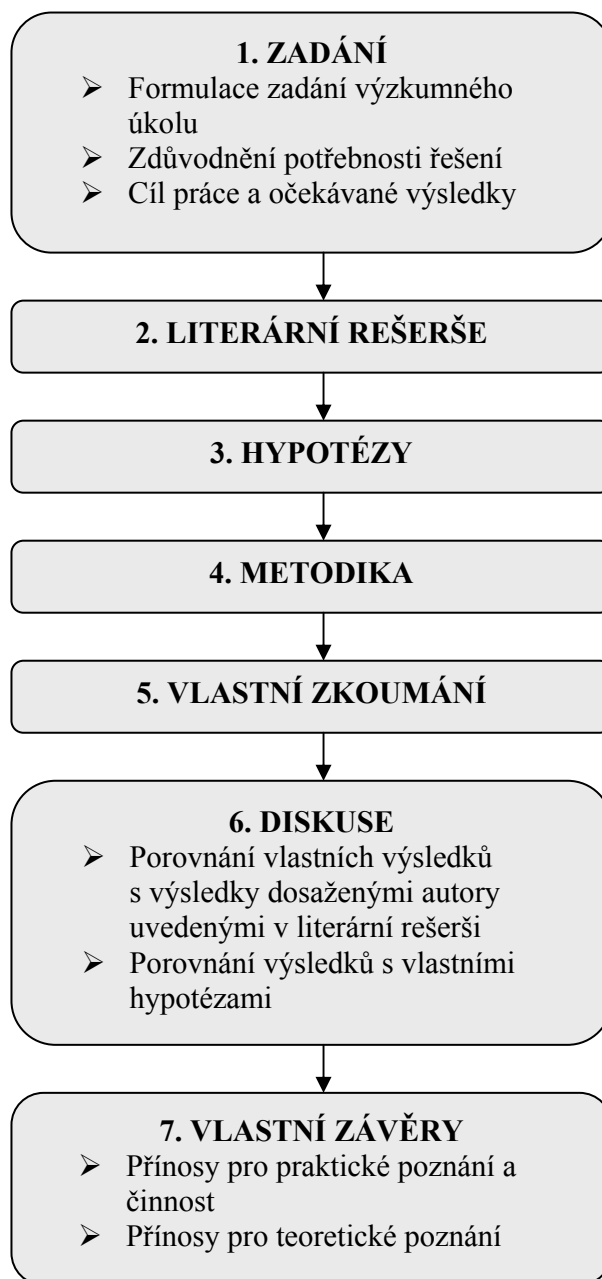 1. ZADÁNÍ
➢ Formulace zadání výzkumného
úkolu
➢ Zdůvodnění potřebnosti řešení
➢ Cíl práce a očekávané výsledky
2. LITERÁRNÍ REŠERŠE
3. HYPOTÉZY
4. METODIKA
5. VLASTNÍ ZKOUMÁNÍ
6. DISKUSE
➢ Porovnání vlastních výsledků
s výsledky dosaženými autory
uvedenými v literární rešerši
➢ Porovnání výsledků s vlastními
hypotézami
7. VLASTNÍ ZÁVĚRY
➢ Přínosy pro praktické poznání a
činnost
➢ Přínosy pro teoretické poznání